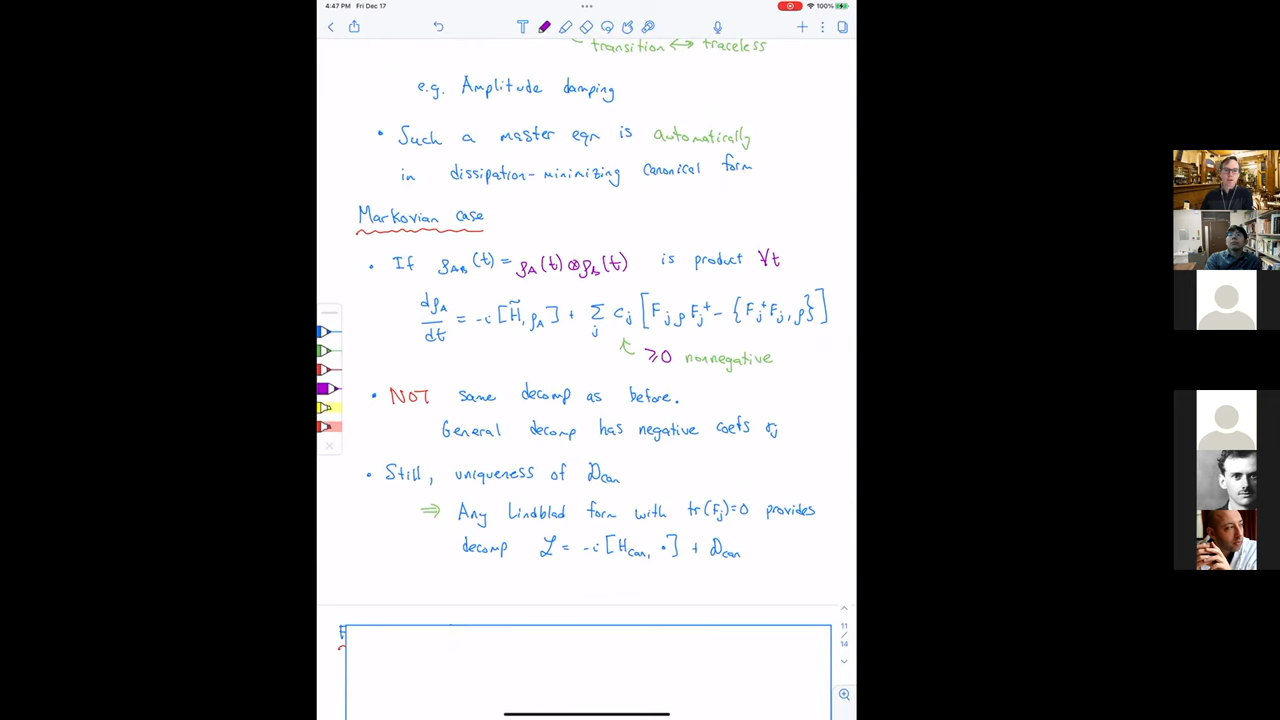 4:47 PM Fri Dec 17
100%
transition ↔ traceless
e.g. Amplitude damping
• Such a master eqn is automatically
in dissipation-minimizing canonical form
Markovian case
• If ρ_AB(t) = ρ_A(t) ⊗ ρ_B(t) is product ∀t
dρ_A/dt = -i[H̃, ρ_A] + Σ_j c_j [F_j ρ F_j^† - {F_j^† F_j, ρ}]
≥0 nonnegative
• NOT same decomp as before.
General decomp has negative coefs
• Still, uniqueness of D_can
⇒ Any Lindblad form with tr(F_j)=0 provides
decomp ℒ = -i[H_can, •] + D_can
11
/
14